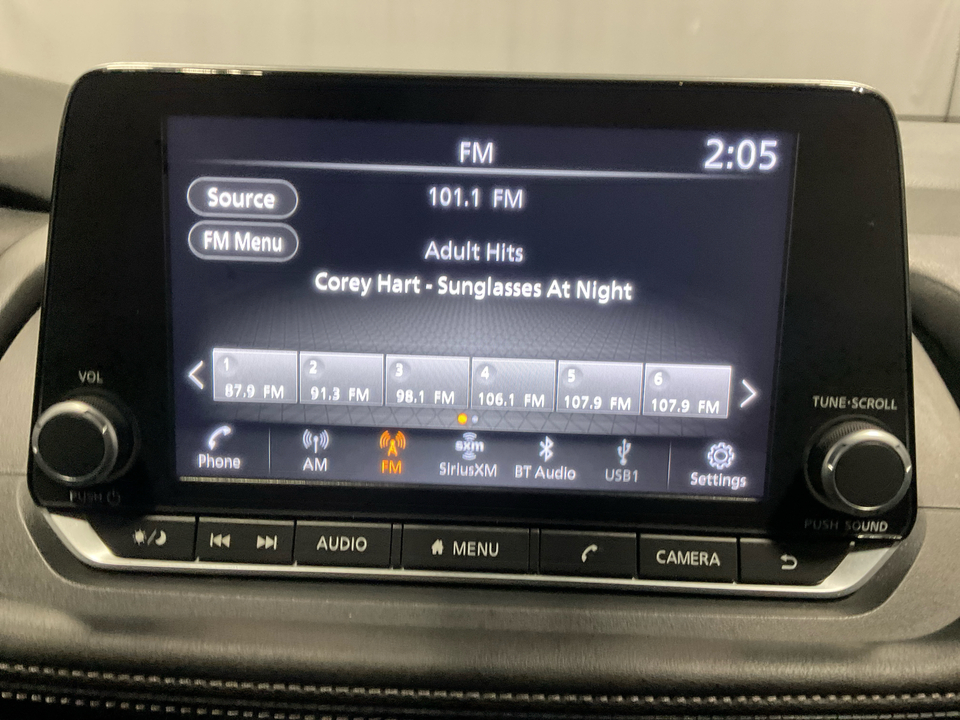 FM
2:05
Source
101.1 FM
FM Menu
Adult Hits
Corey Hart - Sunglasses At Night
1
87.9 FM
2
91.3 FM
3
98.1 FM
4
106.1 FM
5
107.9 FM
6
107.9 FM
VOL
PUSH
TUNE·SCROLL
PUSH SOUND
Phone
AM
FM
sxm
SiriusXM
BT Audio
USB1
Settings
AUDIO
MENU
CAMERA